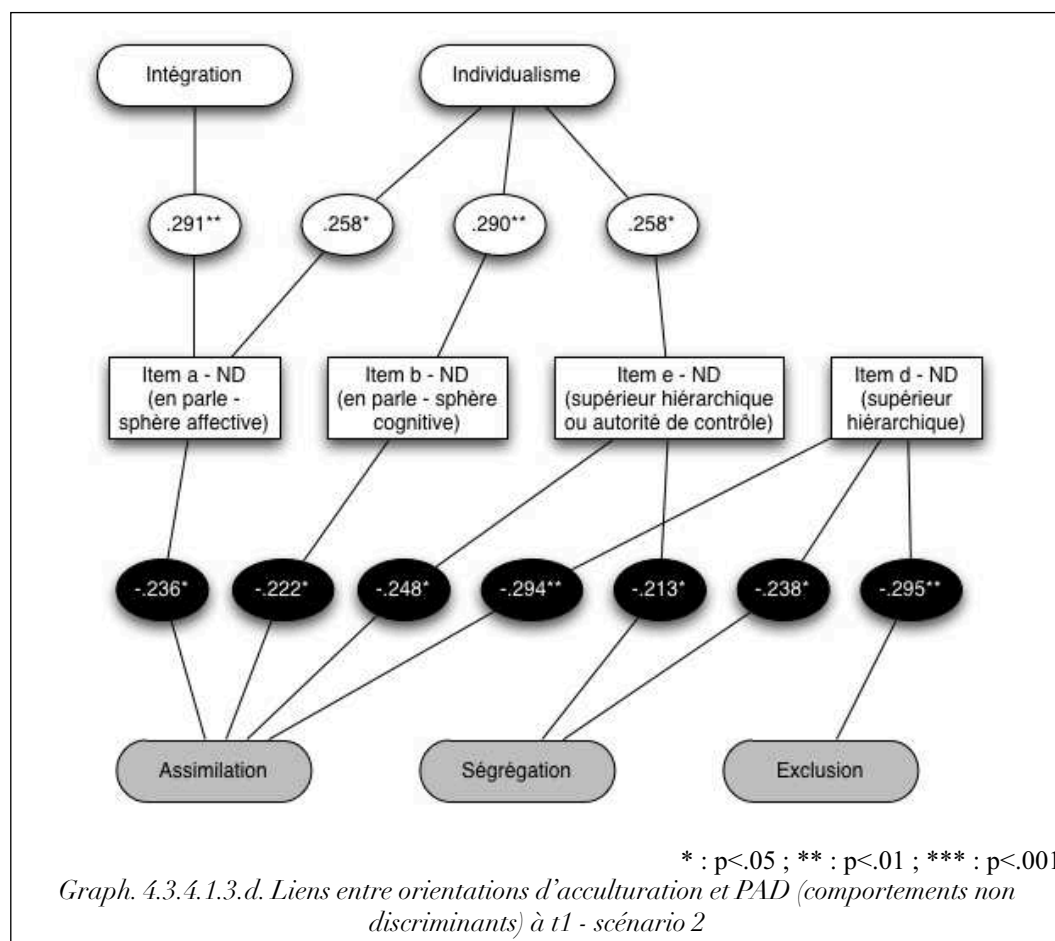 Intégration
Individualisme
.291**
.258*
.290**
.258*
Item a - ND
(en parle -
sphère affective)
Item b - ND
(en parle - sphère
cognitive)
Item e - ND
(supérieur hiérarchique
ou autorité de contrôle)
Item d - ND
(supérieur
hiérarchique)
-.236*
-.222*
-.248*
-.294**
-.213*
-.238*
-.295**
Assimilation
Ségrégation
Exclusion
* : p<.05 ; ** : p<.01 ; *** : p<.001
Graph. 4.3.4.1.3.d. Liens entre orientations d'acculturation et PAD (comportements non
discriminants) à t1 - scénario 2